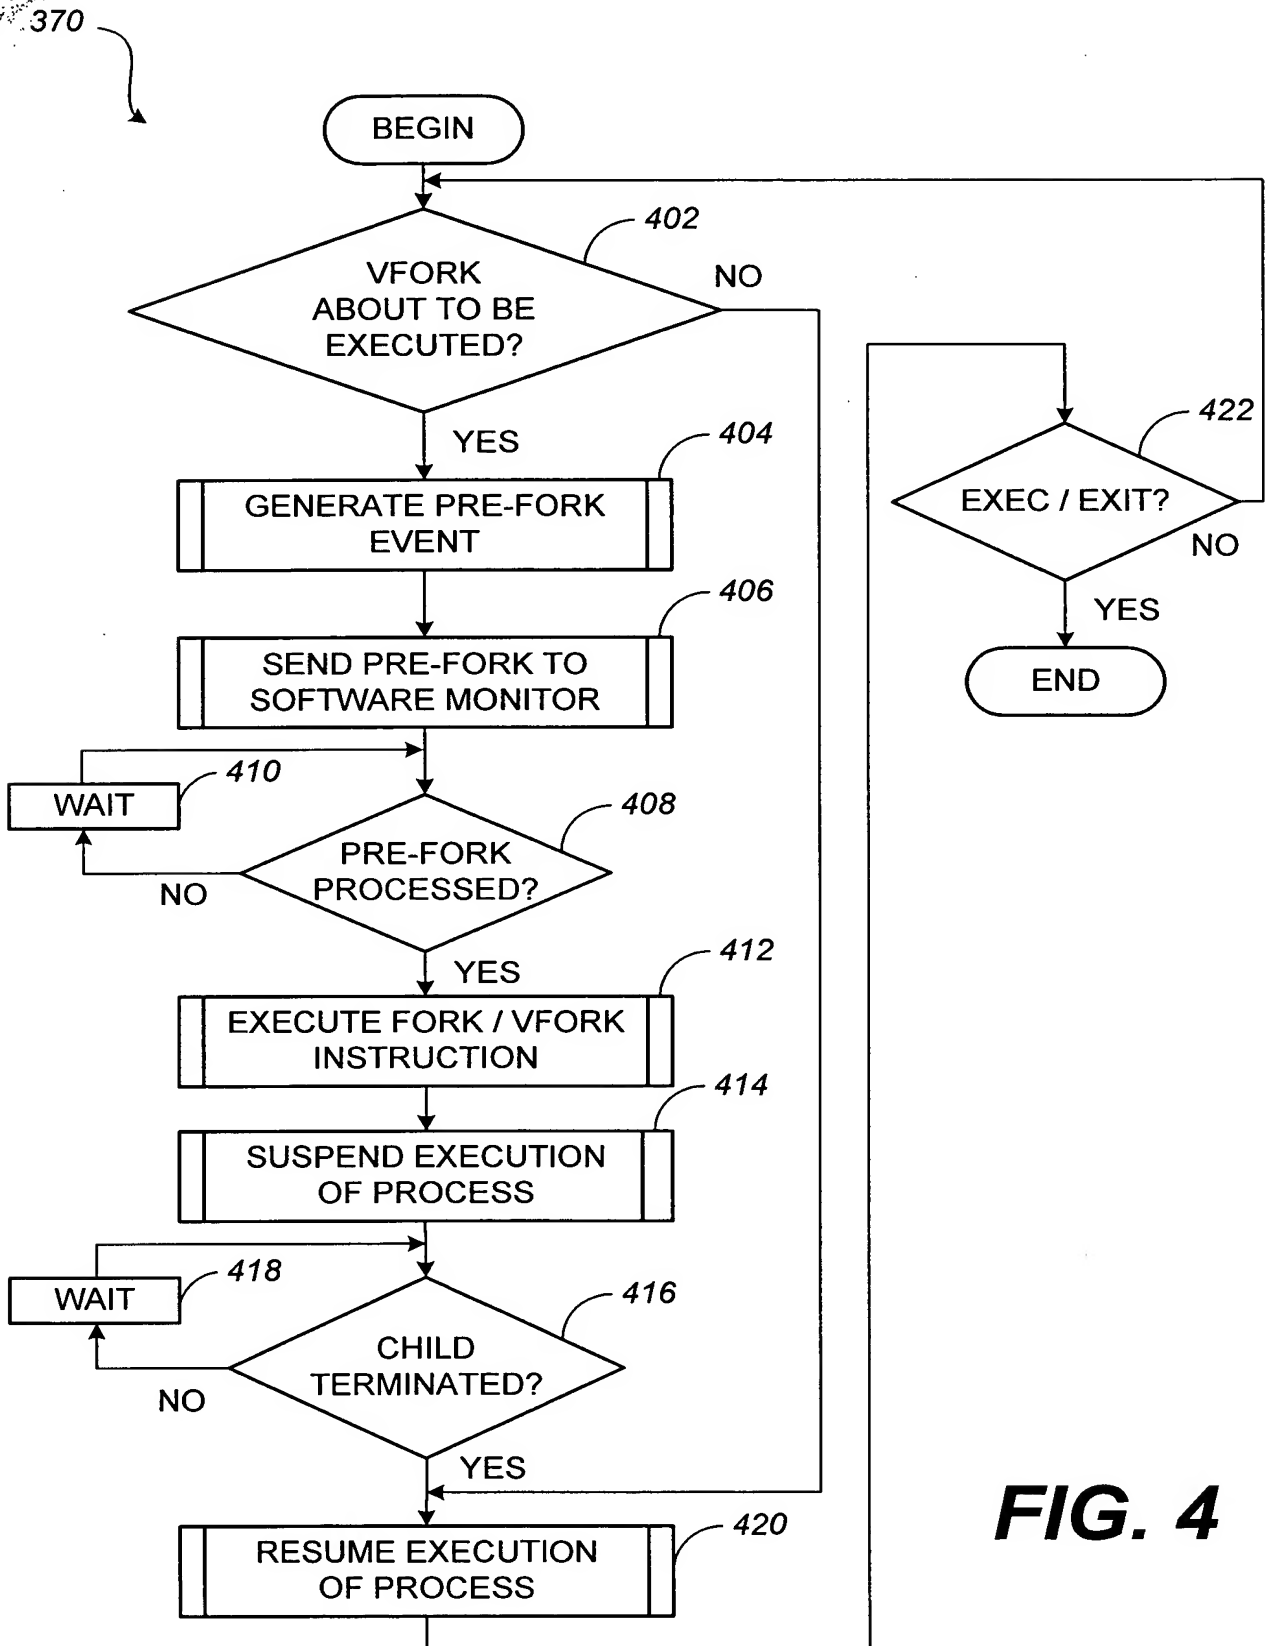 370
BEGIN
402
VFORK
ABOUT TO BE
EXECUTED?
NO
YES
404
GENERATE PRE-FORK
EVENT
406
SEND PRE-FORK TO
SOFTWARE MONITOR
410
WAIT
408
PRE-FORK
PROCESSED?
NO
YES
412
EXECUTE FORK / VFORK
INSTRUCTION
414
SUSPEND EXECUTION
OF PROCESS
418
WAIT
416
CHILD
TERMINATED?
NO
YES
420
RESUME EXECUTION
OF PROCESS
422
EXEC / EXIT?
NO
YES
END
FIG. 4